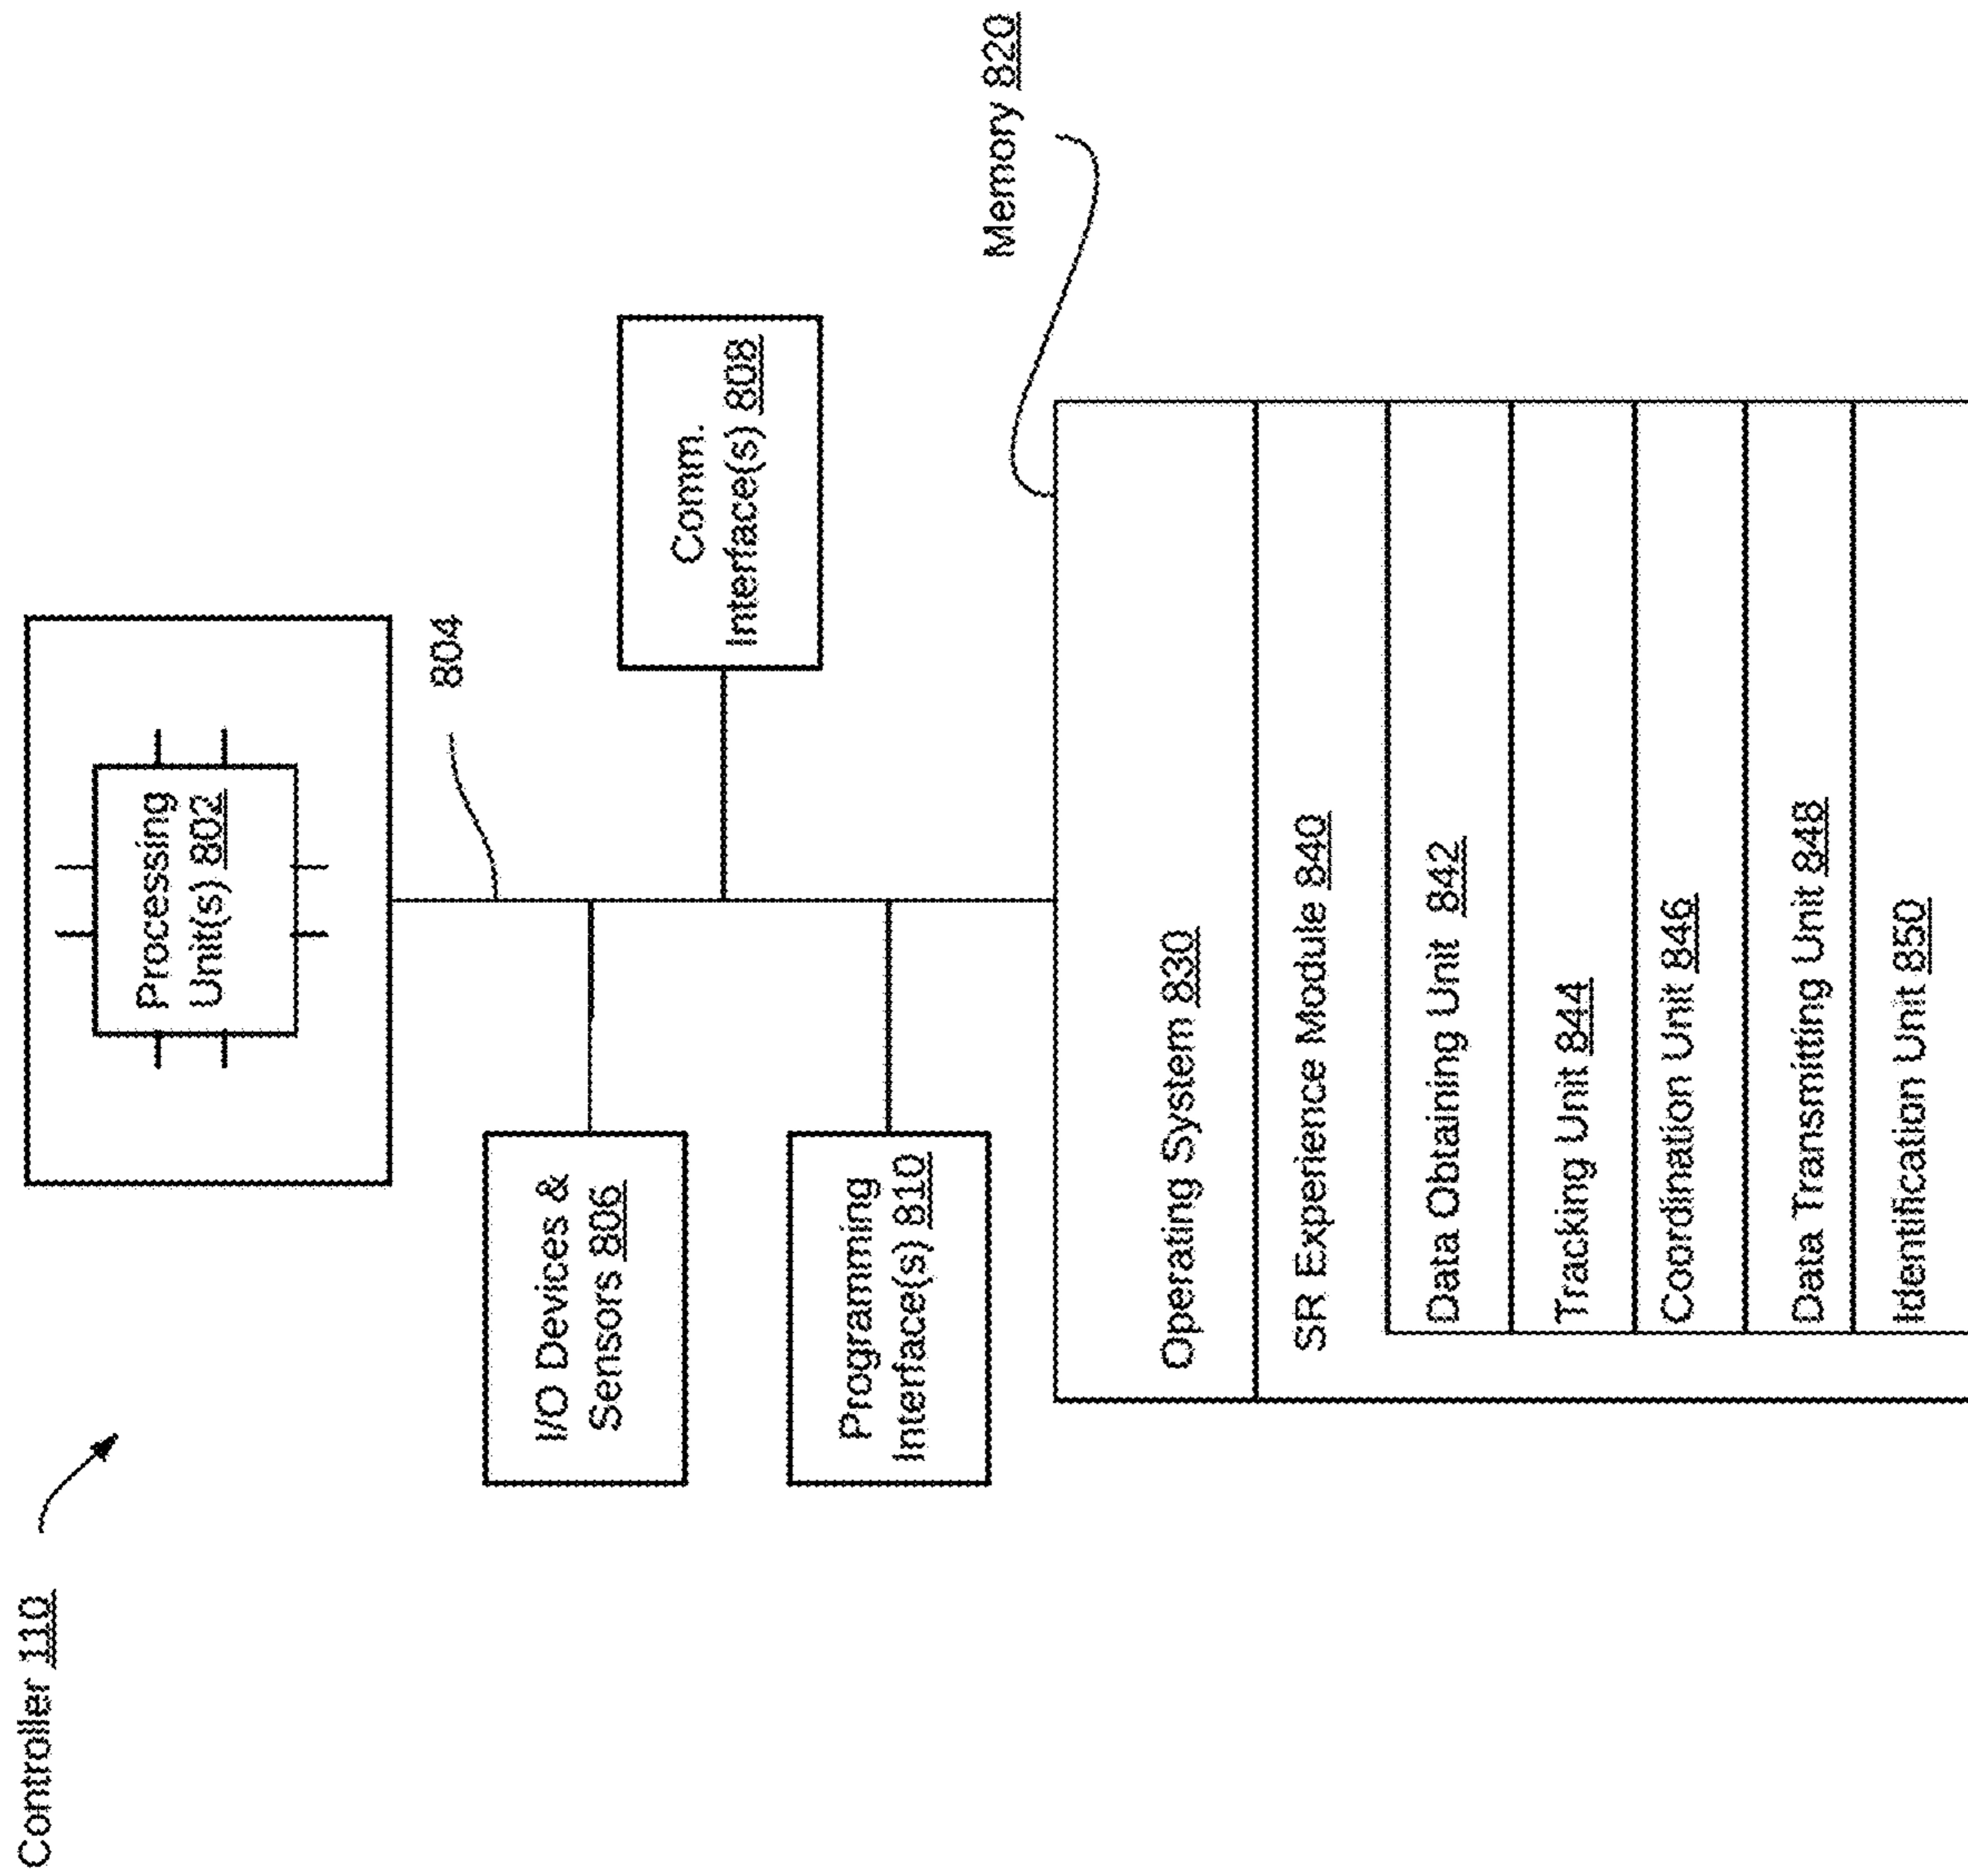 Controller 110
Processing
Unit(s) 802
804
I/O Devices &
Sensors 806
Comm.
Interface(s) 808
Programming
Interface(s) 810
Memory 820
Operating System 830
SR Experience Module 840
Data Obtaining Unit 842
Tracking Unit 844
Coordination Unit 846
Data Transmitting Unit 848
Identification Unit 850